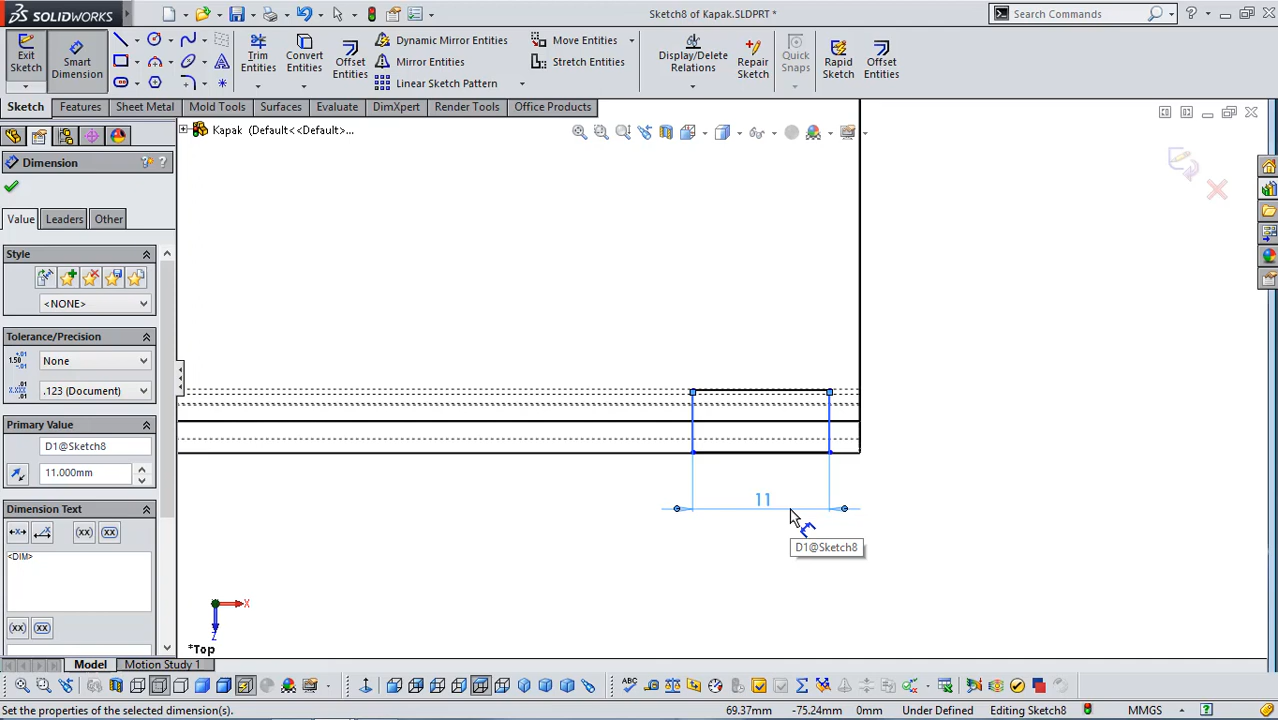 SOLIDWORKS
Sketch8 of Kapak.SLDPRT *
Search Commands
Exit Sketch
Smart Dimension
Trim Entities
Convert Entities
Offset Entities
Dynamic Mirror Entities
Mirror Entities
Linear Sketch Pattern
Move Entities
Stretch Entities
Display/Delete Relations
Repair Sketch
Quick Snaps
Rapid Sketch
Offset Entities
Sketch Features Sheet Metal Mold Tools Surfaces Evaluate DimXpert Render Tools Office Products
Kapak (Default<<Default>...
Dimension
Value Leaders Other
Style
<NONE>
Tolerance/Precision
None
.123 (Document)
Primary Value
D1@Sketch8
11.000mm
Dimension Text
<DIM>
11
D1@Sketch8
X
Z
*Top
Model Motion Study 1
Set the properties of the selected dimension(s).
69.37mm -75.24mm 0mm Under Defined Editing Sketch8 MMGS